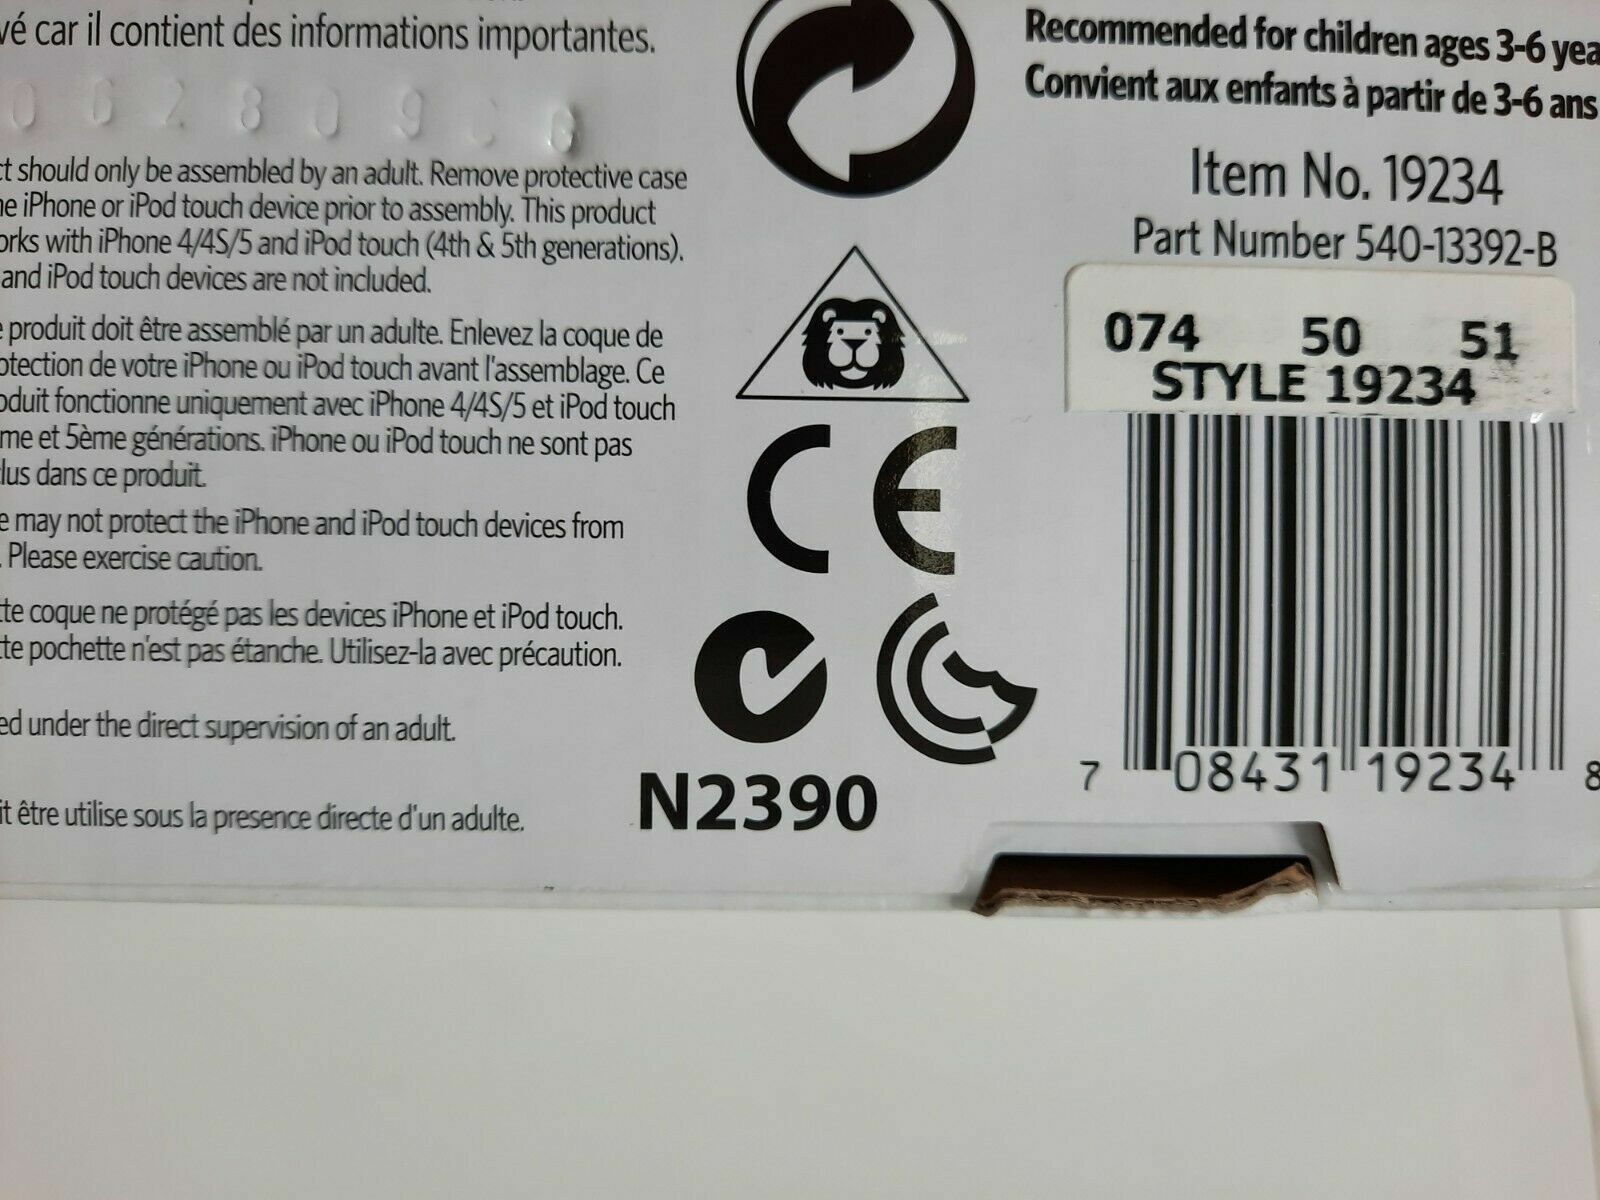 vé car il contient des informations importantes.
ct should only be assembled by an adult. Remove protective case
ne iPhone or iPod touch device prior to assembly. This product
orks with iPhone 4/4S/5 and iPod touch (4th & 5th generations).
and iPod touch devices are not included.
e produit doit être assemblé par un adulte. Enlevez la coque de
otection de votre iPhone ou iPod touch avant l'assemblage. Ce
oduit fonctionne uniquement avec iPhone 4/4S/5 et iPod touch
me et 5ème générations. iPhone ou iPod touch ne sont pas
lus dans ce produit.
e may not protect the iPhone and iPod touch devices from
. Please exercise caution.
tte coque ne protégé pas les devices iPhone et iPod touch.
tte pochette n'est pas étanche. Utilisez-la avec précaution.
ed under the direct supervision of an adult.
it être utilise sous la presence directe d'un adulte.
CE
N2390
Recommended for children ages 3-6 yea
Convient aux enfants à partir de 3-6 ans
Item No. 19234
Part Number 540-13392-B
074 50 51
STYLE 19234
7 08431 19234 8